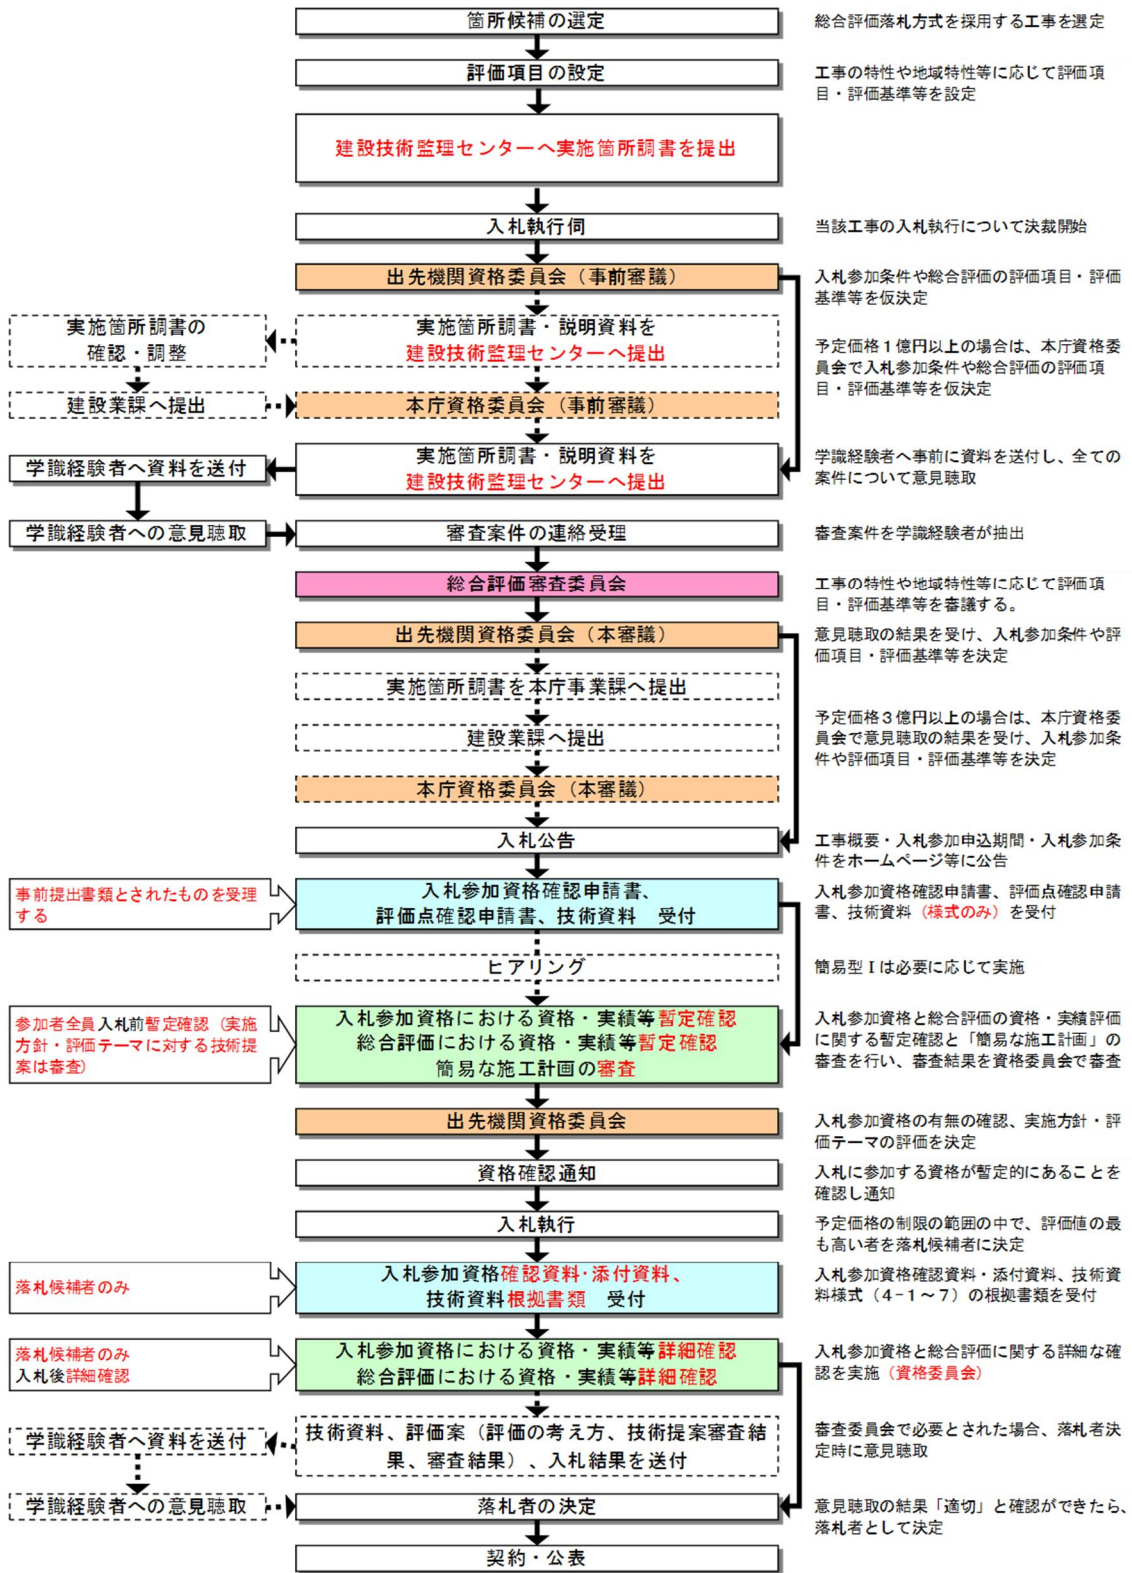 箇所候補の選定
総合評価落札方式を採用する工事を選定
評価項目の設定
工事の特性や地域特性等に応じて評価項
目・評価基準等を設定
建設技術監理センターへ実施箇所調書を提出
入札執行伺
当該工事の入札執行について決裁開始
出先機関資格委員会（事前審議）
入札参加条件や総合評価の評価項目・評価
基準等を仮決定
実施箇所調書の
確認・調整
実施箇所調書・説明資料を
建設技術監理センターへ提出
予定価格１億円以上の場合は、本庁資格委
員会で入札参加条件や総合評価の評価項
目・評価基準等を仮決定
建設業課へ提出
本庁資格委員会（事前審議）
学識経験者へ資料を送付
実施箇所調書・説明資料を
建設技術監理センターへ提出
学識経験者へ事前に資料を送付し、全ての
案件について意見聴取
学識経験者への意見聴取
審査案件の連絡受理
審査案件を学識経験者が抽出
総合評価審査委員会
工事の特性や地域特性等に応じて評価項
目・評価基準等を審議する。
出先機関資格委員会（本審議）
意見聴取の結果を受け、入札参加条件や評
価項目・評価基準等を決定
実施箇所調書を本庁事業課へ提出
建設業課へ提出
予定価格３億円以上の場合は、本庁資格委
員会で意見聴取の結果を受け、入札参加条
件や評価項目・評価基準等を決定
本庁資格委員会（本審議）
入札公告
工事概要・入札参加申込期間・入札参加条
件をホームページ等に公告
事前提出書類とされたものを受理
する
入札参加資格確認申請書、
評価点確認申請書、技術資料　受付
入札参加資格確認申請書、評価点確認申請
書、技術資料（様式のみ）を受付
ヒアリング
簡易型Ⅰは必要に応じて実施
参加者全員入札前暫定確認（実施
方針・評価テーマに対する技術提
案は審査）
入札参加資格における資格・実績等暫定確認
総合評価における資格・実績等暫定確認
簡易な施工計画の審査
入札参加資格と総合評価の資格・実績評価
に関する暫定確認と「簡易な施工計画」の
審査を行い、審査結果を資格委員会で審査
出先機関資格委員会
入札参加資格の有無の確認、実施方針・評
価テーマの評価を決定
資格確認通知
入札に参加する資格が暫定的にあることを
確認し通知
入札執行
予定価格の制限の範囲の中で、評価値の最
も高い者を落札候補者に決定
落札候補者のみ
入札参加資格確認資料・添付資料、
技術資料根拠書類　受付
入札参加資格確認資料・添付資料、技術資
料様式（４-１～７）の根拠書類を受付
落札候補者のみ
入札後詳細確認
入札参加資格における資格・実績等詳細確認
総合評価における資格・実績等詳細確認
入札参加資格と総合評価に関する詳細な確
認を実施（資格委員会）
学識経験者へ資料を送付
技術資料、評価案（評価の考え方、技術提案審査結
果、審査結果）、入札結果を送付
審査委員会で必要とされた場合、落札者決
定時に意見聴取
学識経験者への意見聴取
落札者の決定
意見聴取の結果「適切」と確認ができたら、
落札者として決定
契約・公表